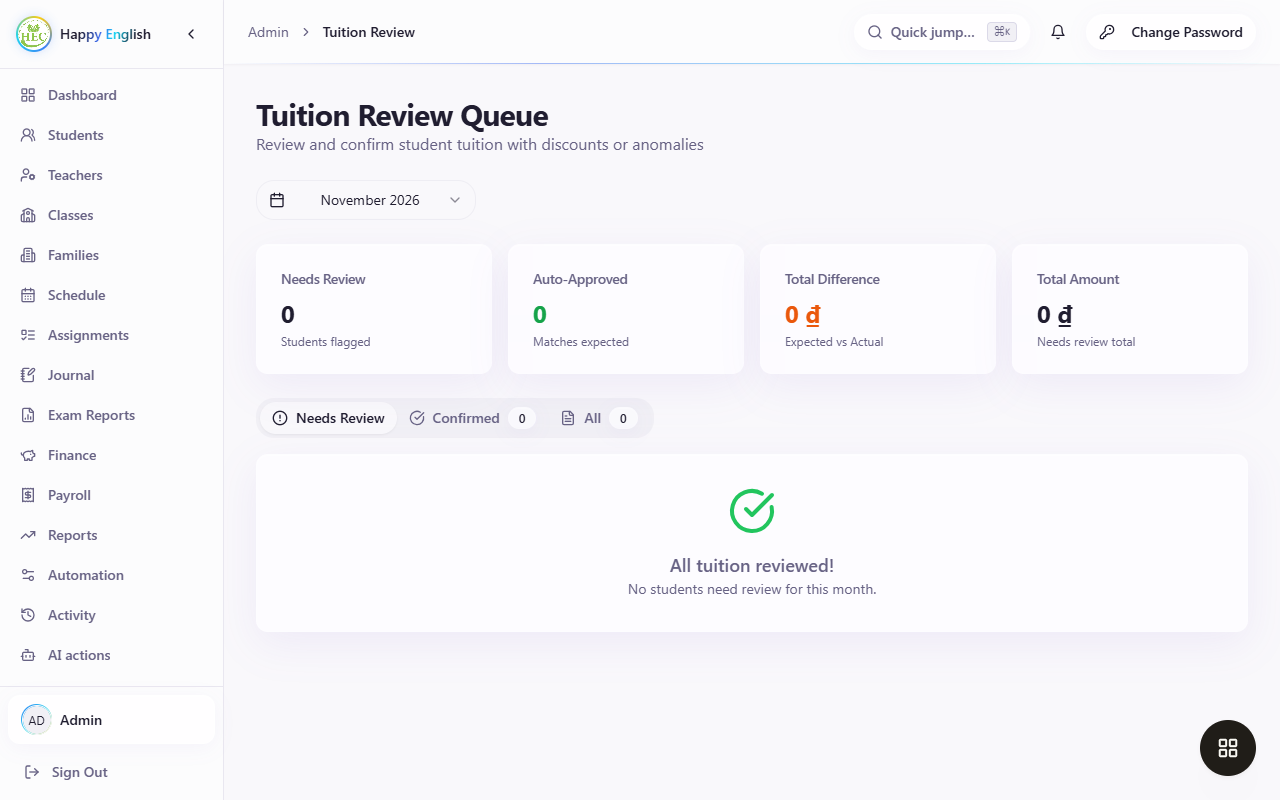 HEC
Happy English
Dashboard
Students
Teachers
Classes
Families
Schedule
Assignments
Journal
Exam Reports
Finance
Payroll
Reports
Automation
Activity
AI actions
AD
Admin
Sign Out
Admin > Tuition Review
Quick jump... ⌘K
Change Password
Tuition Review Queue
Review and confirm student tuition with discounts or anomalies
November 2026
Needs Review
0
Students flagged
Auto-Approved
0
Matches expected
Total Difference
0 ₫
Expected vs Actual
Total Amount
0 ₫
Needs review total
Needs Review
Confirmed 0
All 0
All tuition reviewed!
No students need review for this month.